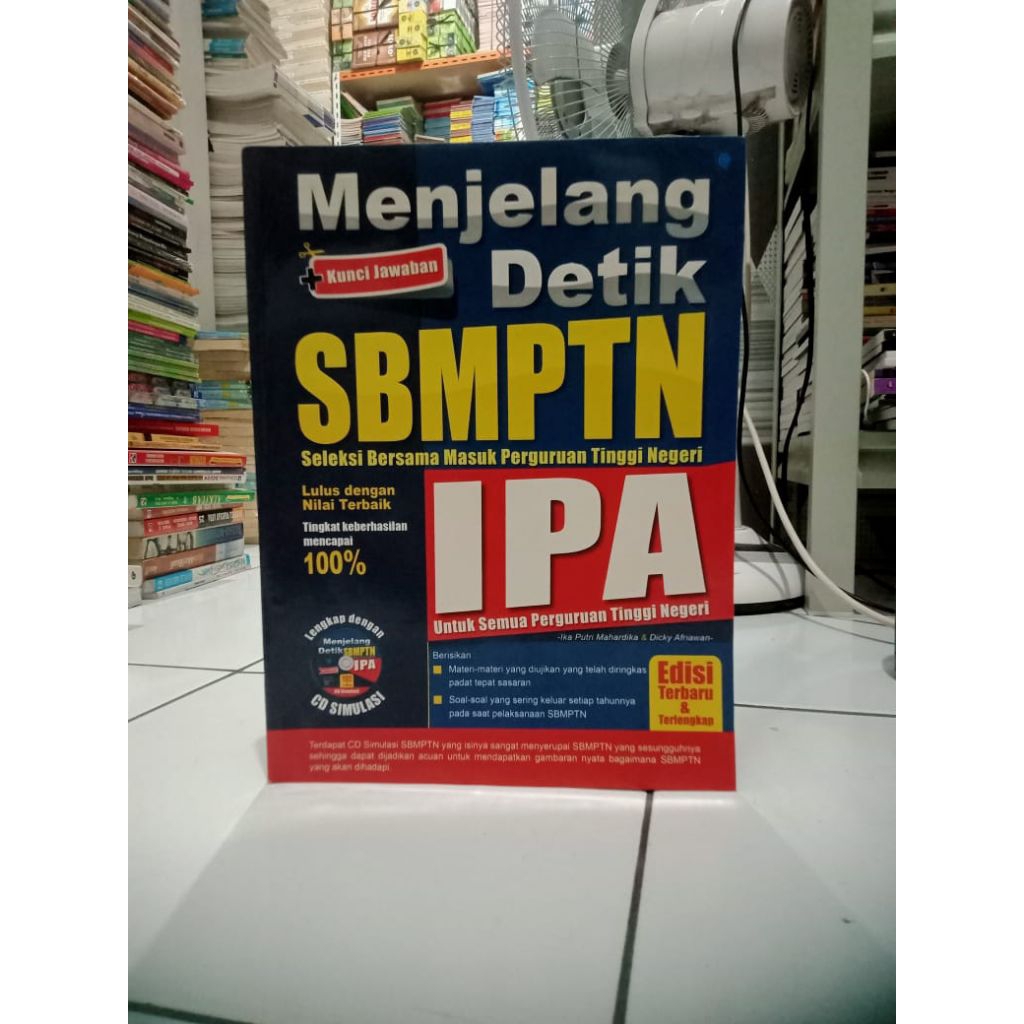 Menjelang
Detik
+ Kunci Jawaban
SBMPTN
Seleksi Bersama Masuk Perguruan Tinggi Negeri
Lulus dengan
Nilai Terbaik
Tingkat keberhasilan
mencapai
100%
IPA
Untuk Semua Perguruan Tinggi Negeri
-Ika Putri Mahardika & Dicky Afriawan-
Lengkap dengan
Menjelang
Detik SBMPTN
IPA
CD SIMULASI
Berisikan
Materi-materi yang diujikan yang telah diringkas
padat tepat sasaran
Soal-soal yang sering keluar setiap tahunnya
pada saat pelaksanaan SBMPTN
Edisi
Terbaru
&
Terlengkap
Terdapat CD Simulasi SBMPTN yang isinya sangat menyerupai SBMPTN yang sesungguhnya
sehingga dapat dijadikan acuan untuk mendapatkan gambaran nyata bagaimana SBMPTN
yang akan dihadapi.